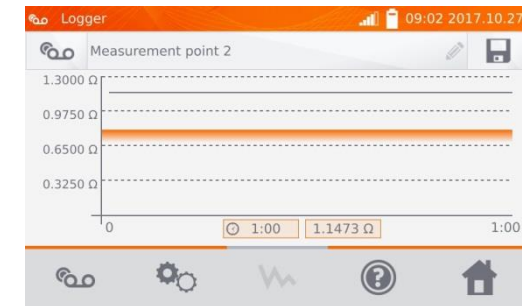 Logger 09:02 2017.10.27
Measurement point 2
1.3000 Ω
0.9750 Ω
0.6500 Ω
0.3250 Ω
0 1:00 1.1473 Ω 1:00